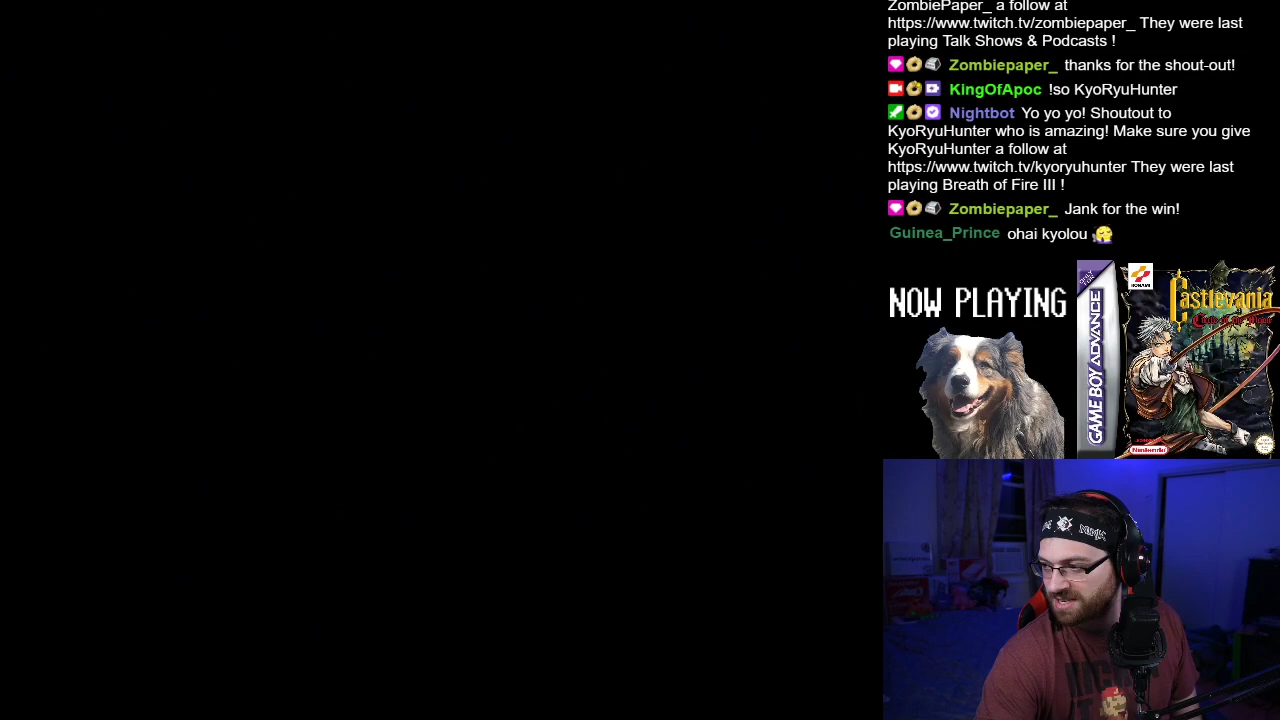 ZombiePaper_ a follow at
https://www.twitch.tv/zombiepaper_ They were last
playing Talk Shows & Podcasts !
Zombiepaper_ thanks for the shout-out!
KingOfApoc !so KyoRyuHunter
Nightbot Yo yo yo! Shoutout to
KyoRyuHunter who is amazing! Make sure you give
KyoRyuHunter a follow at
https://www.twitch.tv/kyoryuhunter They were last
playing Breath of Fire III !
Zombiepaper_ Jank for the win!
Guinea_Prince ohai kyolou
NOW PLAYING
KONAMI
Castlevania
GAME BOY ADVANCE
Nintendo